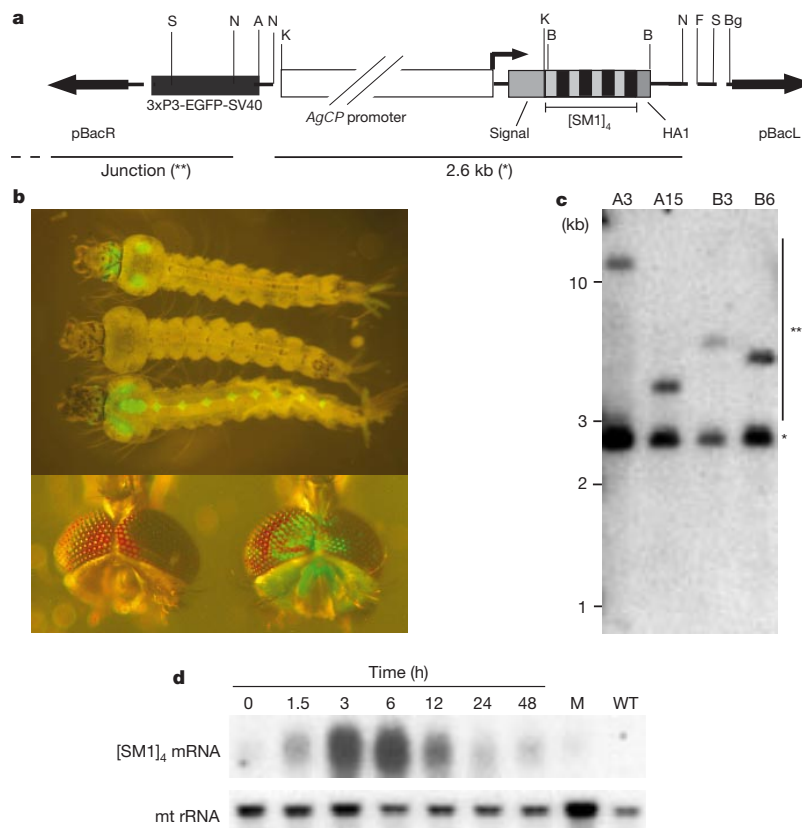 a
S N A N K K B B N F S Bg
3xP3-EGFP-SV40
AgCP promoter
pBacR
Signal
[SM1]4
HA1
pBacL
Junction (**)
2.6 kb (*)
b
c
A3 A15 B3 B6
(kb)
10
**
3
*
2
1
d
Time (h)
0 1.5 3 6 12 24 48 M WT
[SM1]4 mRNA
mt rRNA